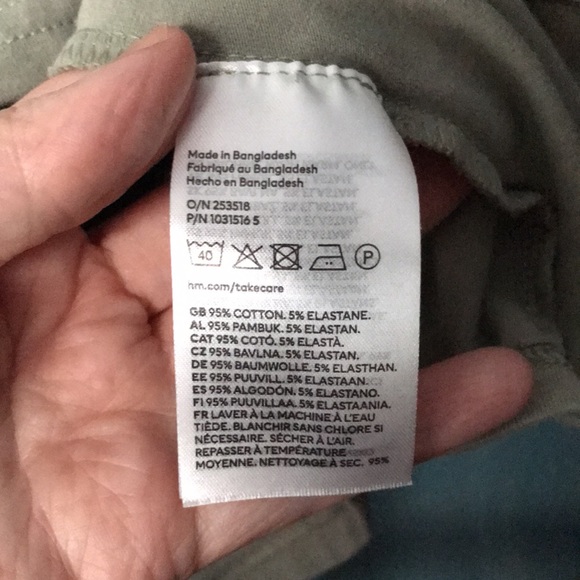 Made in Bangladesh
Fabriqué au Bangladesh
Hecho en Bangladesh
O/N 253518
P/N 1031516 5
40 P
nm.com/takecare
GB 95% COTTON. 5% ELASTANE.
AL 95% PAMBUK. 5% ELASTAN.
CAT 95% COTÓ. 5% ELASTÀ.
CZ 95% BAVLNA. 5% ELASTAN.
DE 95% BAUMWOLLE. 5% ELASTHAN.
EE 95% PUUVILL. 5% ELASTAAN.
ES 95% ALGODÓN. 5% ELASTANO.
FI 95% PUUVILLAA. 5% ELASTAANIA.
FR LAVER À LA MACHINE À L'EAU
TIÈDE. BLANCHIR SANS CHLORE SI
NÉCESSAIRE. SÉCHER À L'AIR.
REPASSER À TEMPÉRATURE
MOYENNE. NETTOYAGE À SEC. 95%